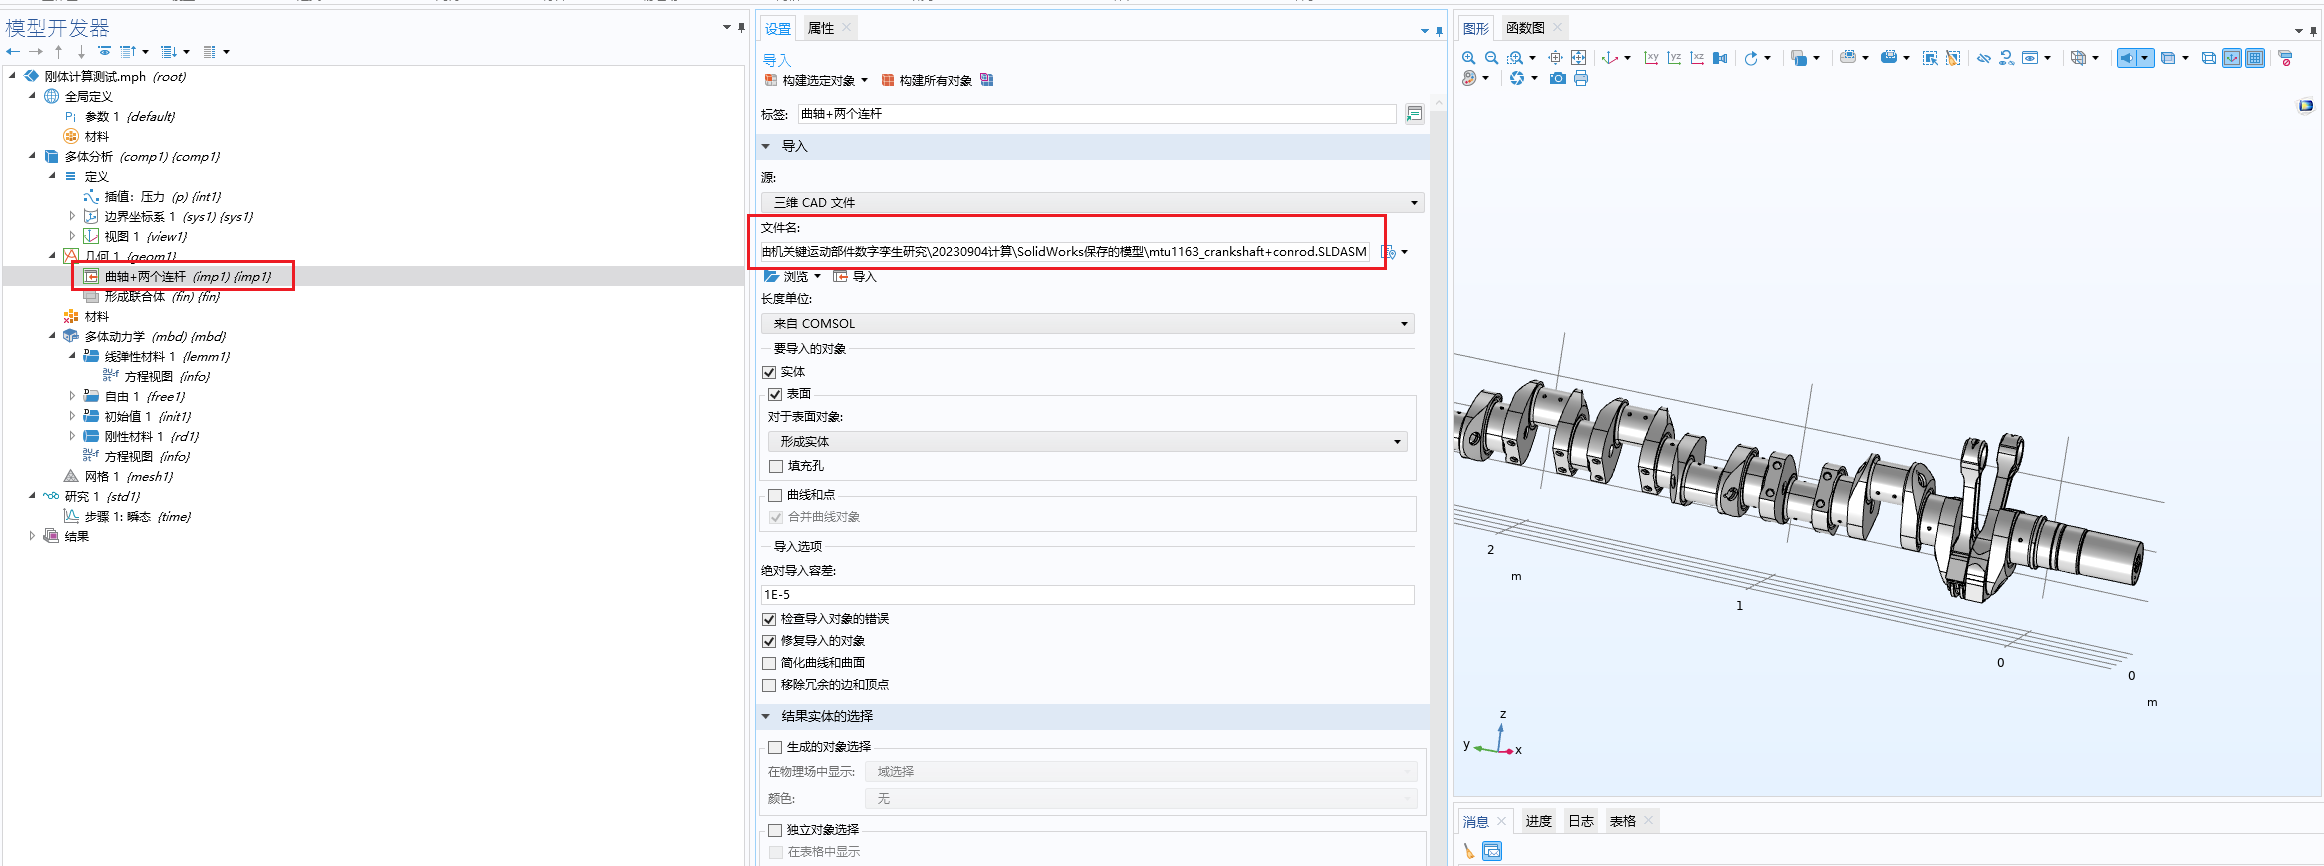 模型开发器
刚体计算测试.mph (root)
全局定义
参数 1 {default}
材料
多体分析 (comp1) {comp1}
定义
插值：压力 (p) {int1}
边界坐标系 1 (sys1) {sys1}
视图 1 {view1}
几何 1 {geom1}
曲轴+两个连杆 (imp1) {imp1}
形成联合体 (fin) {fin}
材料
多体动力学 (mbd) {mbd}
线弹性材料 1 {lemm1}
方程视图 {info}
自由 1 {free1}
初始值 1 {init1}
刚性材料 1 {rd1}
方程视图 {info}
网格 1 {mesh1}
研究 1 {std1}
步骤 1: 瞬态 {time}
结果
设置 属性
导入
构建选定对象 构建所有对象
标签: 曲轴+两个连杆
导入
源:
三维 CAD 文件
文件名:
由机关键运动部件数字孪生研究\20230904计算\SolidWorks保存的模型\mtu1163_crankshaft+conrod.SLDASM
浏览 导入
长度单位:
来自 COMSOL
要导入的对象
实体
表面
对于表面对象:
形成实体
填充孔
曲线和点
合并曲线对象
导入选项
绝对导入容差:
1E-5
检查导入对象的错误
修复导入的对象
简化曲线和曲面
移除冗余的边和顶点
结果实体的选择
生成的对象选择
在物理场中显示: 域选择
颜色: 无
独立对象选择
在表格中显示
图形 函数图
xy yz xz
2
m
1
0
0
m
z
y
x
消息 进度 日志 表格